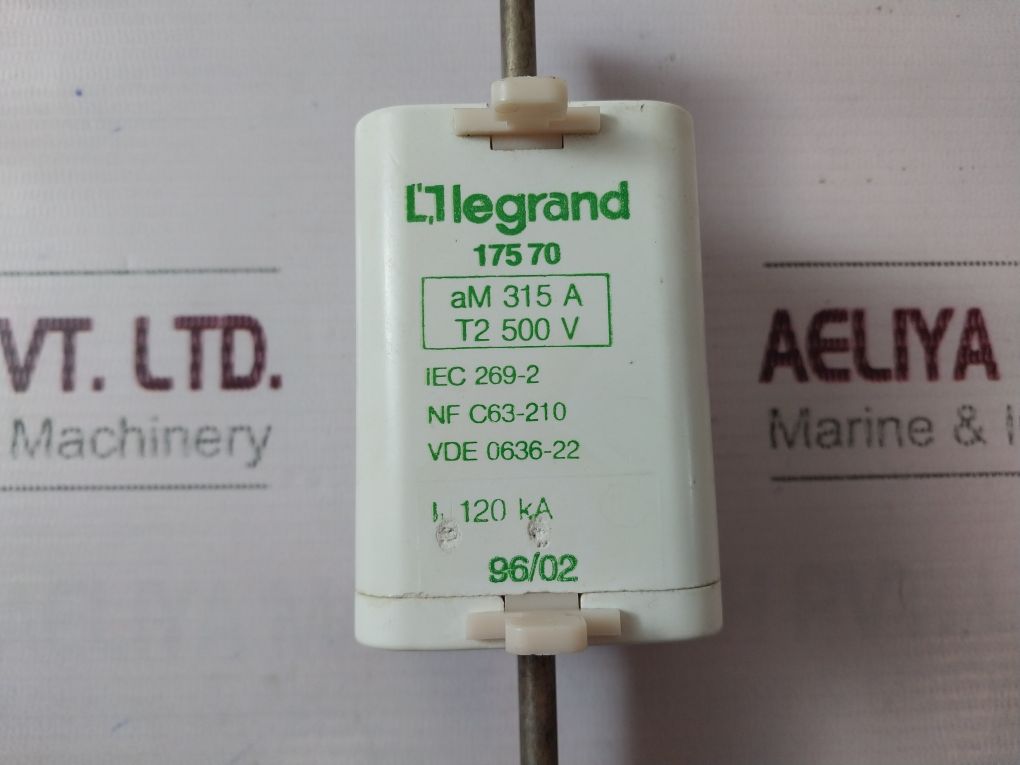 legrand
175 70
aM 315 A
T2 500 V
IEC 269-2
NF C63-210
VDE 0636-22
I₁ 120 kA
96/02
VT. LTD.
Machinery
AELIYA
Marine & I